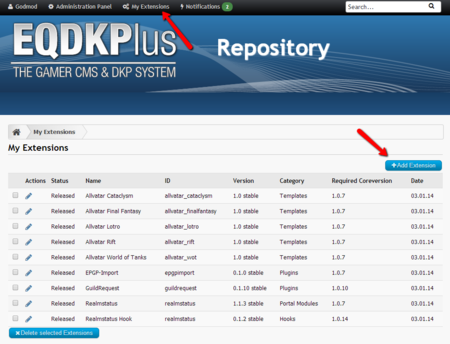 Godmod Administration Panel My Extensions Notifications 2 Search...
EQDKPlus Repository
THE GAMER CMS & DKP SYSTEM
My Extensions
My Extensions
+Add Extension
Actions Status Name ID Version Category Required Coreversion Date
Released Allvatar Cataclysm allvatar_cataclysm 1.0 stable Templates 1.0.7 03.01.14
Released Allvatar Final Fantasy allvatar_finalfantasy 1.0 stable Templates 1.0.7 03.01.14
Released Allvatar Lotro allvatar_lotro 1.0 stable Templates 1.0.7 03.01.14
Released Allvatar Rift allvatar_rift 1.0 stable Templates 1.0.7 03.01.14
Released Allvatar World of Tanks allvatar_wot 1.0 stable Templates 1.0.7 03.01.14
Released EPGP-Import epgpimport 0.1.0 stable Plugins 1.0.7 03.01.14
Released GuildRequest guildrequest 0.1.10 stable Plugins 1.0.10 03.01.14
Released Realmstatus realmstatus 1.1.3 stable Portal Modules 1.0.7 03.01.14
Released Realmstatus Hook realmstatus 0.1.2 stable Hooks 1.0.14 03.01.14
Delete selected Extensions